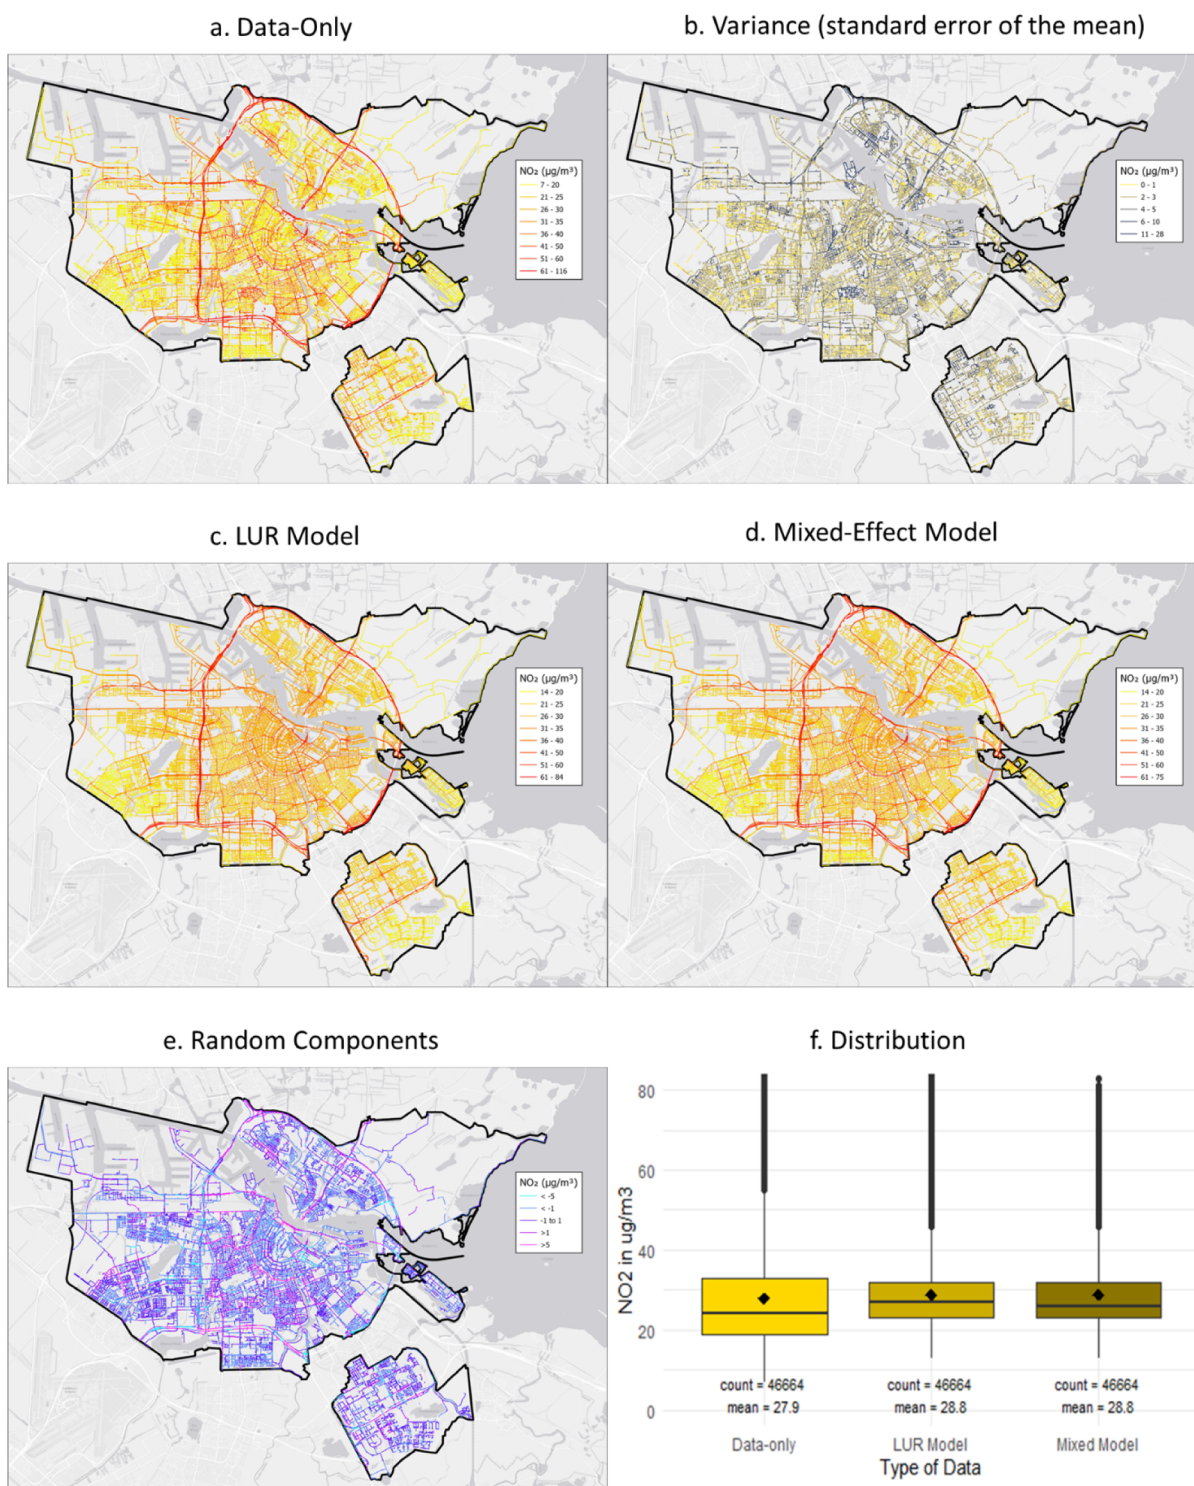 a. Data-Only
b. Variance (standard error of the mean)
NO₂ (µg/m³)
7 - 20
21 - 25
26 - 30
31 - 35
36 - 40
41 - 50
51 - 60
61 - 116
NO₂ (µg/m³)
0 - 1
2 - 3
4 - 5
6 - 10
11 - 28
c. LUR Model
d. Mixed-Effect Model
NO₂ (µg/m³)
14 - 20
21 - 25
26 - 30
31 - 35
36 - 40
41 - 50
51 - 60
61 - 84
NO₂ (µg/m³)
14 - 20
21 - 25
26 - 30
31 - 35
36 - 40
41 - 50
51 - 60
61 - 75
e. Random Components
f. Distribution
NO₂ (µg/m³)
< -5
< -1
-1 to 1
>1
>5
NO2 in ug/m3
80
60
40
20
0
count = 46664
mean = 27.9
count = 46664
mean = 28.8
count = 46664
mean = 28.8
Data-only
LUR Model
Mixed Model
Type of Data